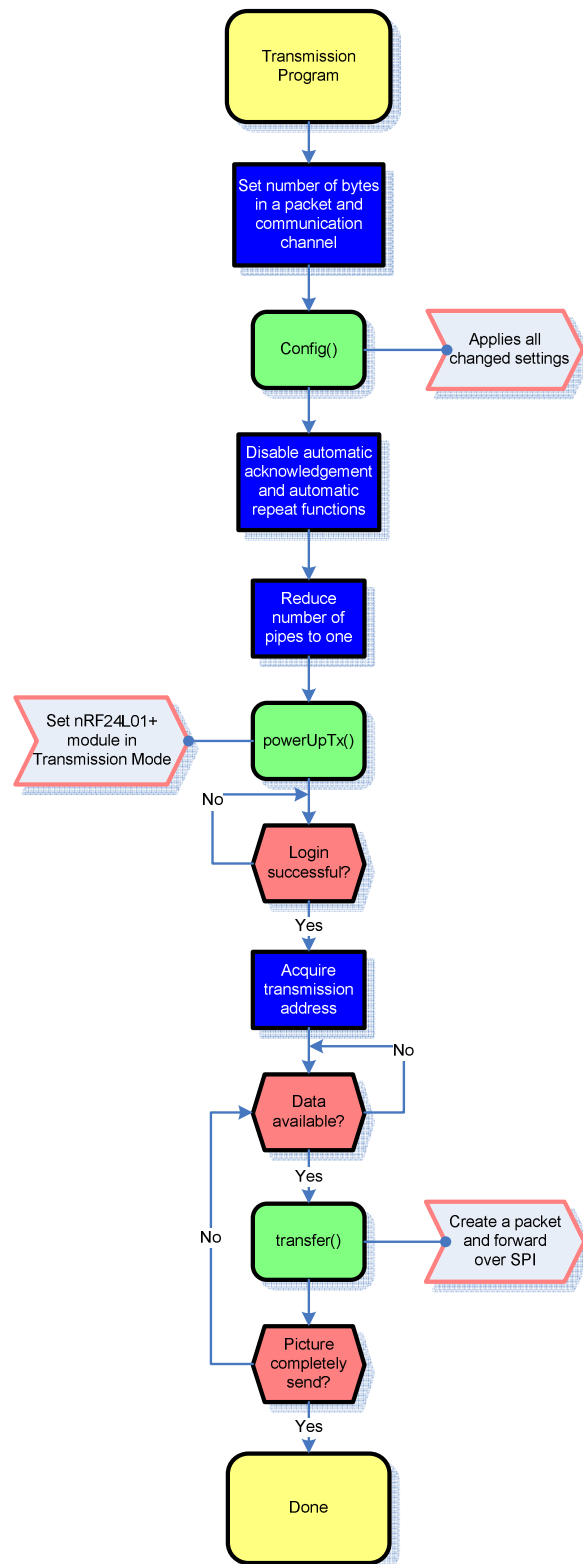 Transmission
Program
Set number of bytes
in a packet and
communication
channel
Config()
Applies all
changed settings
Disable automatic
acknowledgement
and automatic
repeat functions
Reduce
number of
pipes to one
Set nRF24L01+
module in
Transmission Mode
powerUpTx()
No
Login
successful?
Yes
Acquire
transmission
address
No
Data
available?
Yes
No
transfer()
Create a packet
and forward
over SPI
Picture
completely
send?
Yes
Done